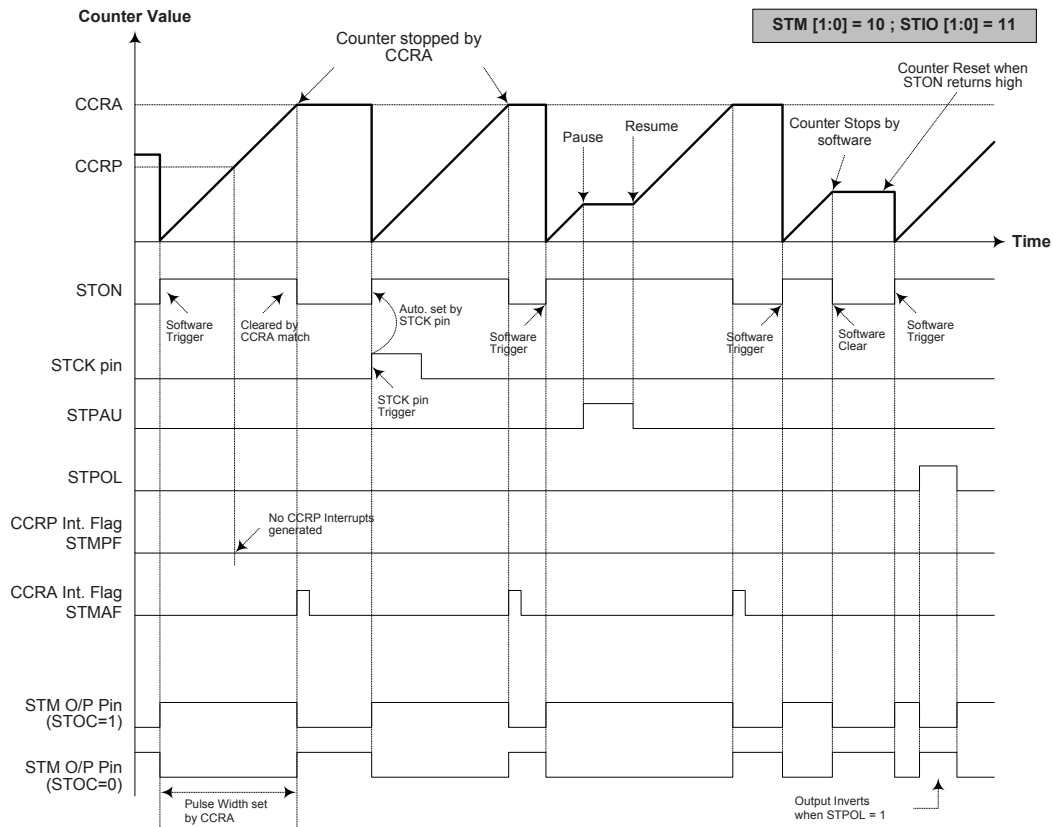 Counter Value
STM [1:0] = 10 ; STIO [1:0] = 11
Counter stopped by
CCRA
Counter Reset when
STON returns high
CCRA
Pause
Resume
Counter Stops by
software
CCRP
Time
STON
Software
Trigger
Cleared by
CCRA match
Auto. set by
STCK pin
Software
Trigger
Software
Trigger
Software
Clear
Software
Trigger
STCK pin
STCK pin
Trigger
STPAU
STPOL
CCRP Int. Flag
STMPF
No CCRP Interrupts
generated
CCRA Int. Flag
STMAF
STM O/P Pin
(STOC=1)
STM O/P Pin
(STOC=0)
Pulse Width set
by CCRA
Output Inverts
when STPOL = 1